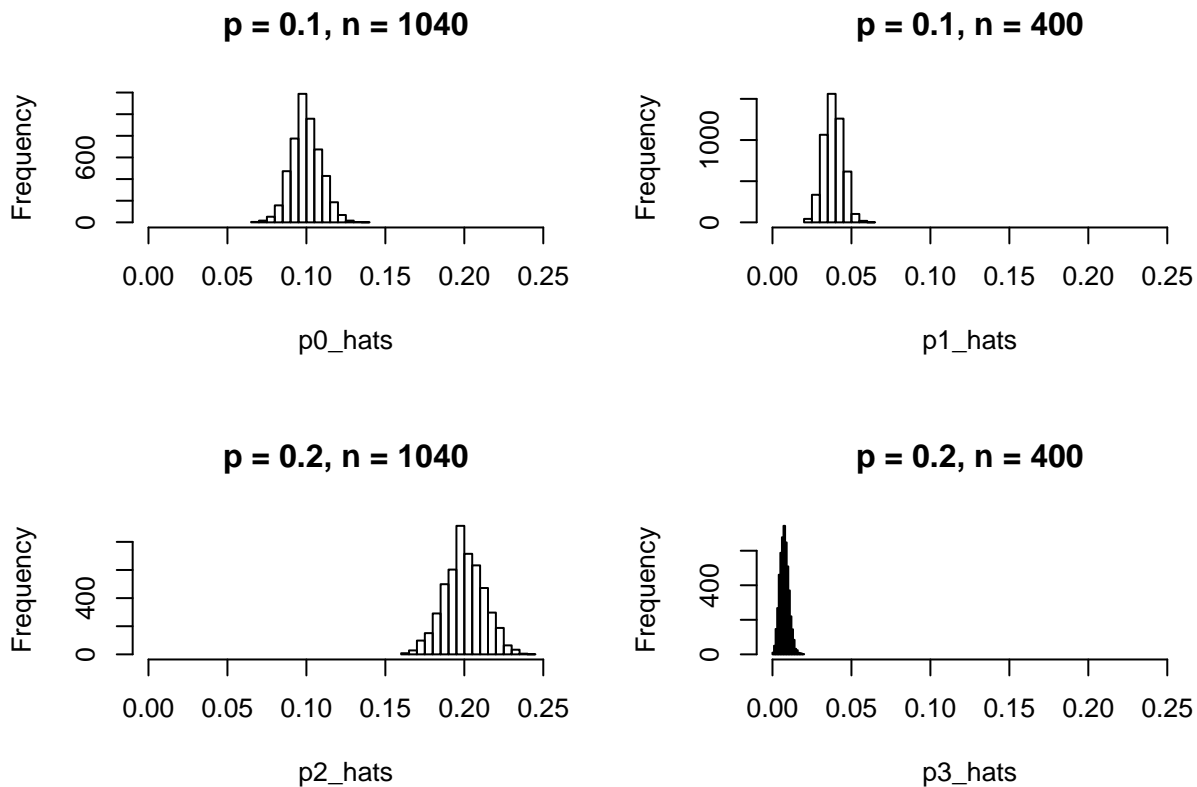 p = 0.1, n = 1040
Frequency
0 600
0.00 0.05 0.10 0.15 0.20 0.25
p0_hats
p = 0.1, n = 400
Frequency
0 1000
0.00 0.05 0.10 0.15 0.20 0.25
p1_hats
p = 0.2, n = 1040
Frequency
0 400
0.00 0.05 0.10 0.15 0.20 0.25
p2_hats
p = 0.2, n = 400
Frequency
0 400
0.00 0.05 0.10 0.15 0.20 0.25
p3_hats